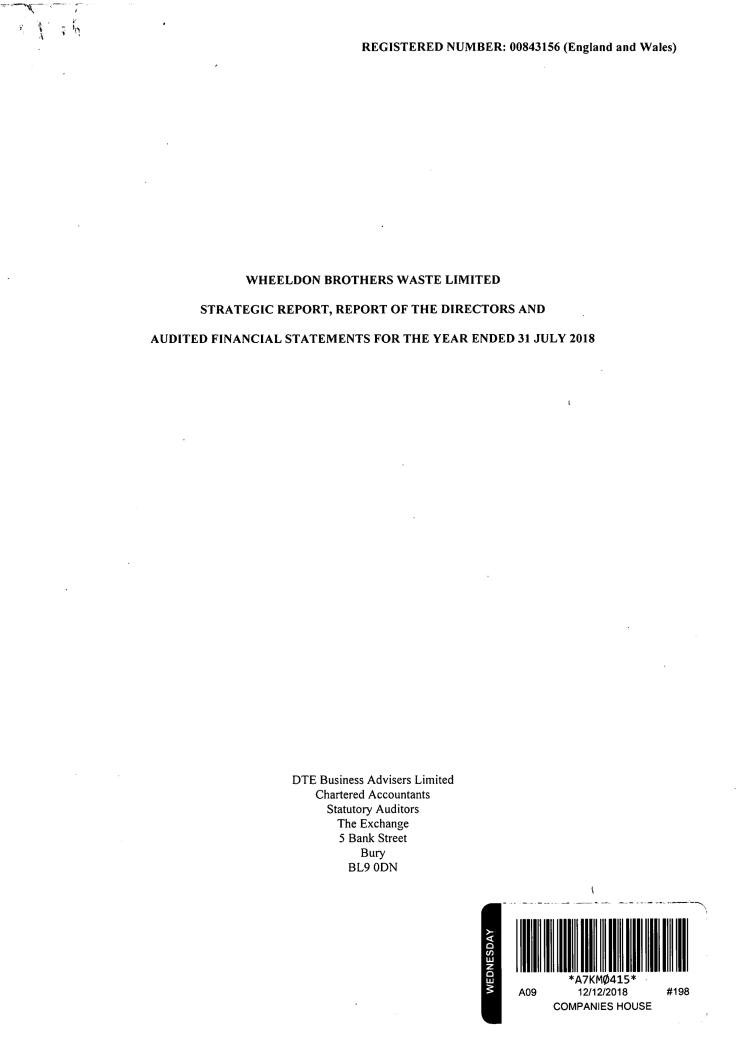 REGISTERED NUMBER: 00843156 (England and Wales)
WHEELDON BROTHERS WASTE LIMITED
STRATEGIC REPORT, REPORT OF THE DIRECTORS AND
AUDITED FINANCIAL STATEMENTS FOR THE YEAR ENDED 31 JULY 2018
DTE Business Advisers Limited
Chartered Accountants
Statutory Auditors
The Exchange
5 Bank Street
Bury
BL9 0DN
WEDNESDAY
*A7KMØ415*
A09 12/12/2018 #198
COMPANIES HOUSE